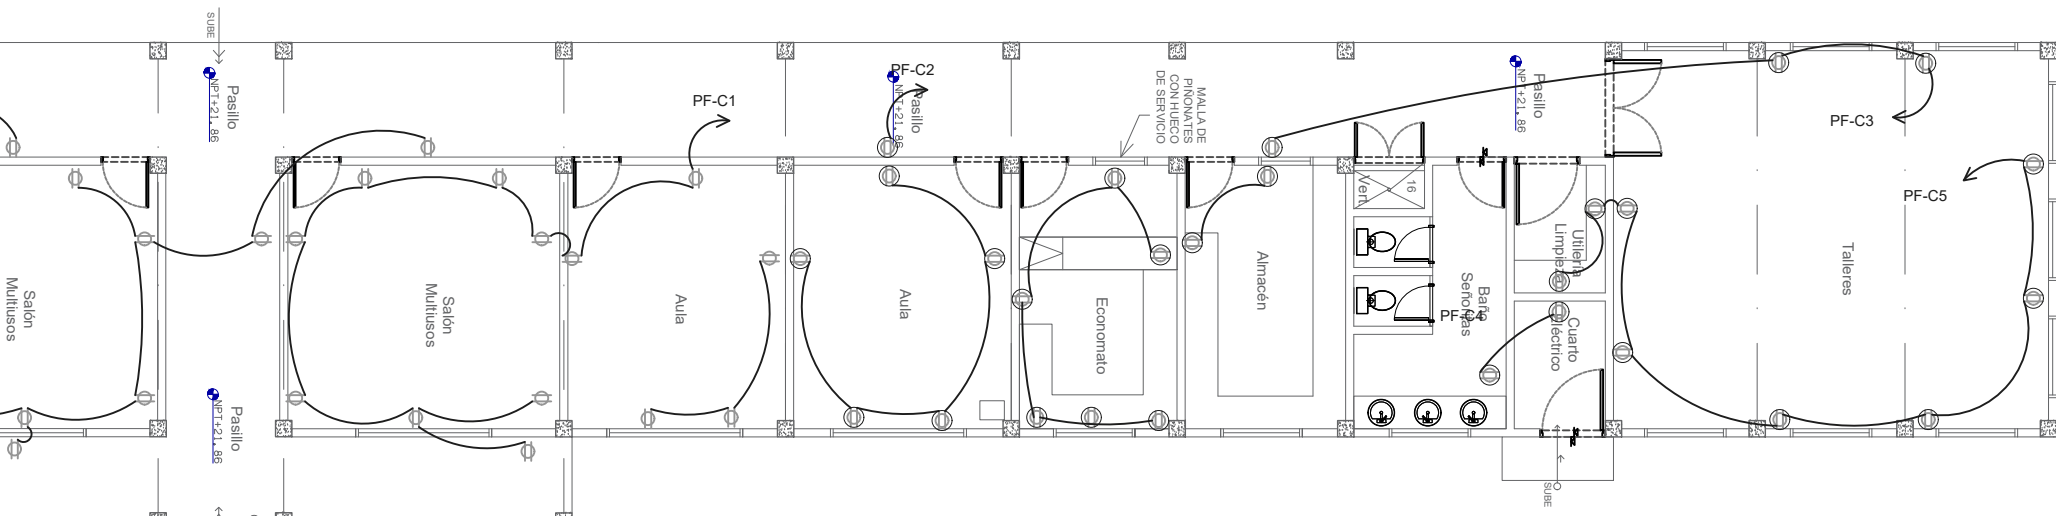 SUBE
Pasillo
NPT+21.86
PF-C1
PF-C2
Pasillo
NPT+21.86
MALLA DE
PIÑONATES
CON HUECO
DE SERVICIO
Pasillo
NPT+21.86
PF-C3
PF-C5
Vert
16
Salón
Multiusos
Salón
Multiusos
Aula
Aula
Economato
Almacén
Baño
Señoritas
PF-C4
Utilería
Limpieza
Cuarto
Eléctrico
Talleres
Pasillo
NPT+21.86
SUBE